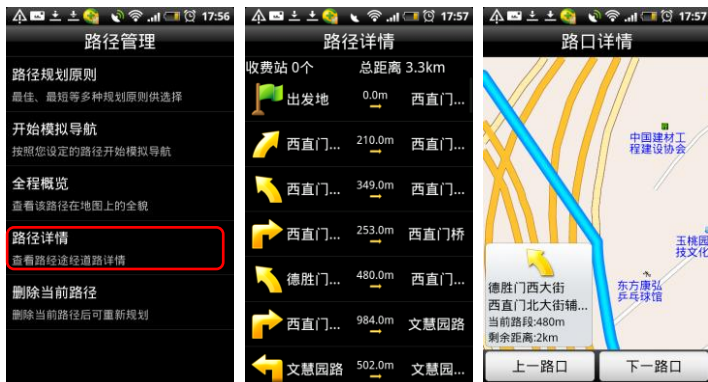 17:56
路径管理
路径规划原则
最佳、最短等多种规划原则供选择
开始模拟导航
按照您设定的路径开始模拟导航
全程概览
查看该路径在地图上的全貌
路径详情
查看路经途经道路详情
删除当前路径
删除当前路径后可重新规划
17:57
路径详情
收费站 0个 总距离 3.3km
出发地 0.0m 西直门...
西直门... 210.0m 西直门...
西直门... 349.0m 西直门...
西直门... 253.0m 西直门桥
德胜门... 480.0m 西直门...
西直门... 984.0m 文慧园路
文慧园路 502.0m 文慧园...
17:57
路口详情
中国建材工
程建设协会
玉桃园
技文化
东方康弘
乒乓球馆
德胜门西大街
西直门北大街辅...
当前路段:480m
剩余距离:2km
上一路口 下一路口